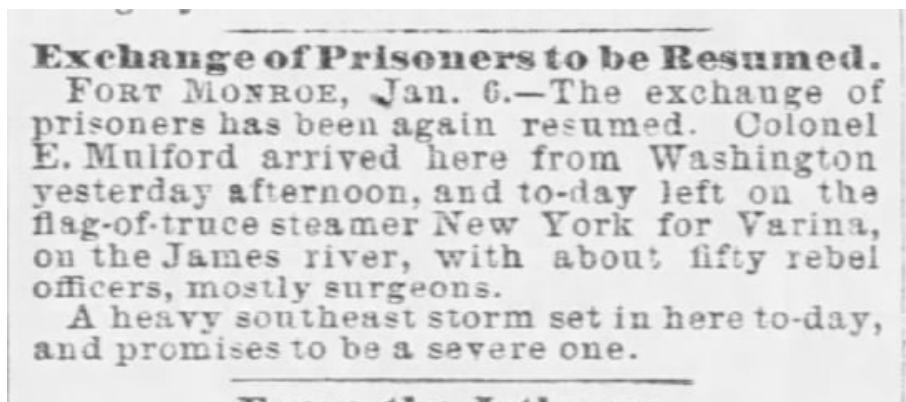 Exchange of Prisoners to be Resumed.
FORT MONROE, Jan. 6.—The exchange of
prisoners has been again resumed. Colonel
E. Mulford arrived here from Washington
yesterday afternoon, and to-day left on the
flag-of-truce steamer New York for Varina,
on the James river, with about fifty rebel
officers, mostly surgeons.
A heavy southeast storm set in here to-day,
and promises to be a severe one.